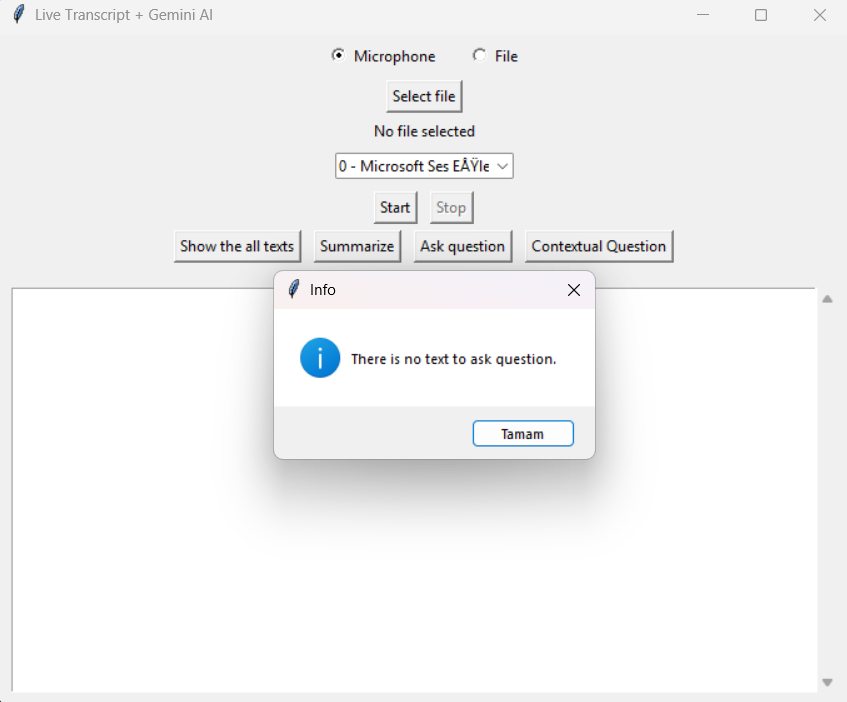 Live Transcript + Gemini AI
Microphone File
Select file
No file selected
0 - Microsoft Ses EÅŸle
Start Stop
Show the all texts Summarize Ask question Contextual Question
Info
There is no text to ask question.
Tamam